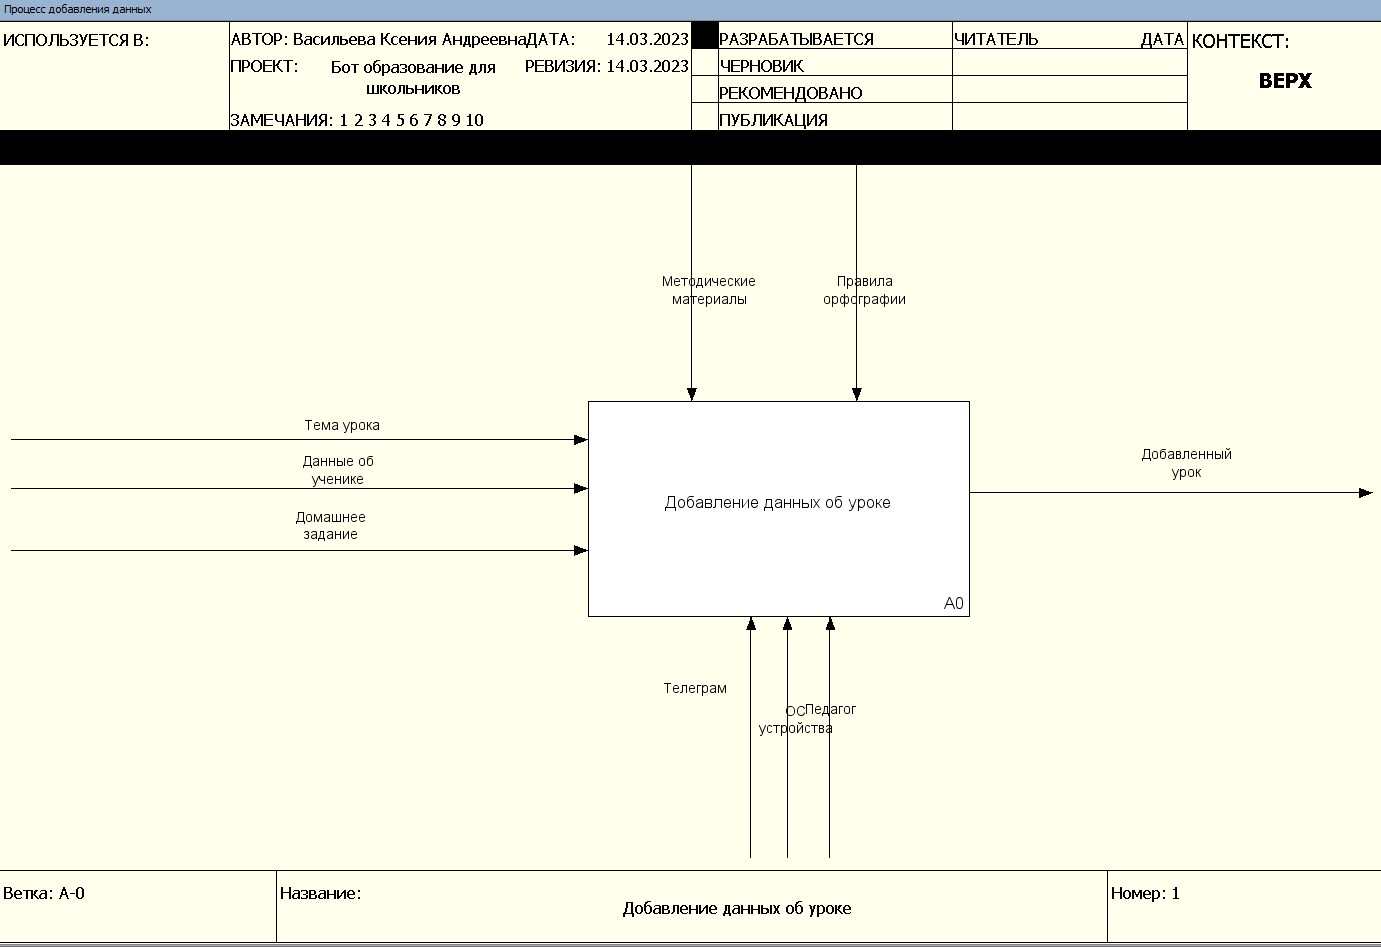 Процесс добавления данных
ИСПОЛЬЗУЕТСЯ В:
АВТОР: Васильева Ксения Андреевна
ДАТА: 14.03.2023
ПРОЕКТ: Бот образование для
школьников
РЕВИЗИЯ: 14.03.2023
ЗАМЕЧАНИЯ: 1 2 3 4 5 6 7 8 9 10
РАЗРАБАТЫВАЕТСЯ
ЧЕРНОВИК
РЕКОМЕНДОВАНО
ПУБЛИКАЦИЯ
ЧИТАТЕЛЬ
ДАТА
КОНТЕКСТ:
ВЕРХ
Методические
материалы
Правила
орфографии
Тема урока
Данные об
ученике
Домашнее
задание
Добавление данных об уроке
A0
Добавленный
урок
Телеграм
ОС
устройства
Педагог
Ветка: A-0
Название:
Добавление данных об уроке
Номер: 1